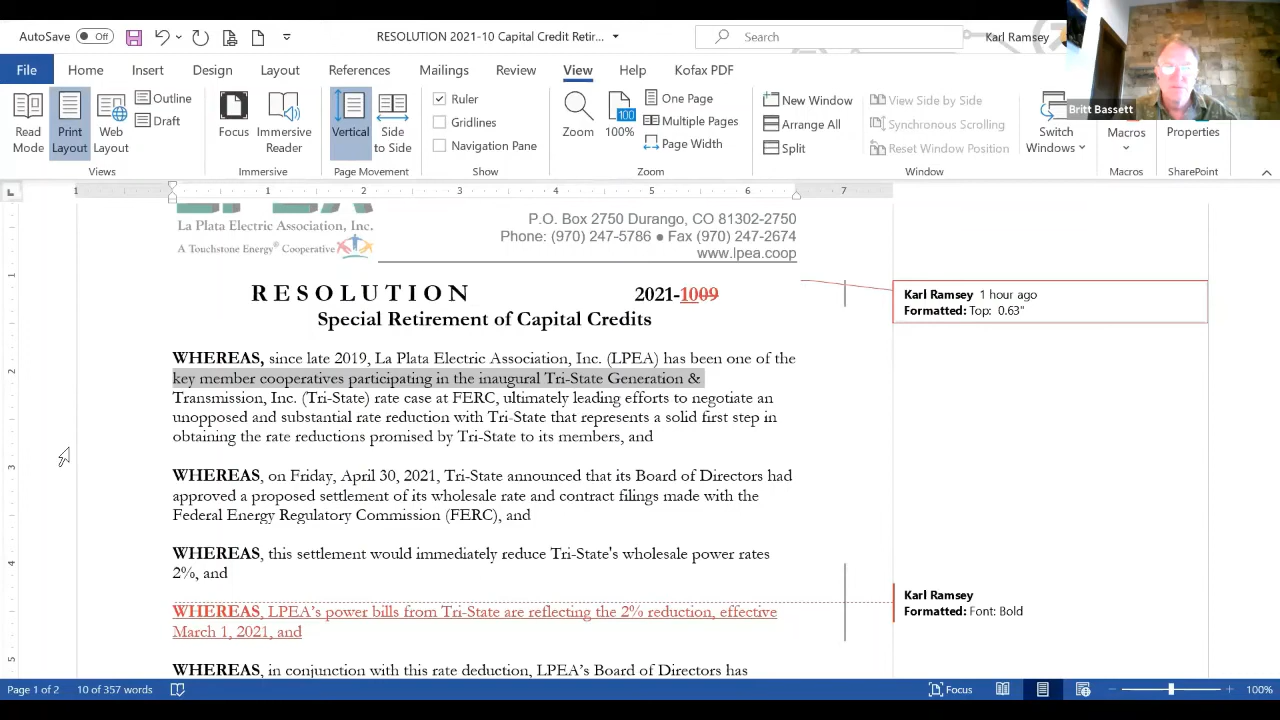 AutoSave Off
RESOLUTION 2021-10 Capital Credit Retir...
Search
Karl Ramsey
Britt Bassett
File Home Insert Design Layout References Mailings Review View Help Kofax PDF
Read Mode
Print Layout
Web Layout
Outline
Draft
Views
Focus
Immersive Reader
Immersive
Vertical
Side to Side
Page Movement
Ruler
Gridlines
Navigation Pane
Show
Zoom
100
100%
One Page
Multiple Pages
Page Width
Zoom
New Window
Arrange All
Split
View Side by Side
Synchronous Scrolling
Reset Window Position
Switch Windows
Window
Macros
Macros
Properties
SharePoint
1 1 2 3 4 5 6 7
1
2
3
4
5
La Plata Electric Association, Inc.
A Touchstone Energy® Cooperative
P.O. Box 2750 Durango, CO 81302-2750
Phone: (970) 247-5786 ● Fax (970) 247-2674
www.lpea.coop
R E S O L U T I O N 2021-1009
Special Retirement of Capital Credits
WHEREAS, since late 2019, La Plata Electric Association, Inc. (LPEA) has been one of the
key member cooperatives participating in the inaugural Tri-State Generation &
Transmission, Inc. (Tri-State) rate case at FERC, ultimately leading efforts to negotiate an
unopposed and substantial rate reduction with Tri-State that represents a solid first step in
obtaining the rate reductions promised by Tri-State to its members, and
WHEREAS, on Friday, April 30, 2021, Tri-State announced that its Board of Directors had
approved a proposed settlement of its wholesale rate and contract filings made with the
Federal Energy Regulatory Commission (FERC), and
WHEREAS, this settlement would immediately reduce Tri-State's wholesale power rates
2%, and
WHEREAS, LPEA's power bills from Tri-State are reflecting the 2% reduction, effective
March 1, 2021, and
WHEREAS, in conjunction with this rate deduction, LPEA's Board of Directors has
Karl Ramsey 1 hour ago
Formatted: Top: 0.63"
Karl Ramsey
Formatted: Font: Bold
Page 1 of 2 10 of 357 words
Focus
100%